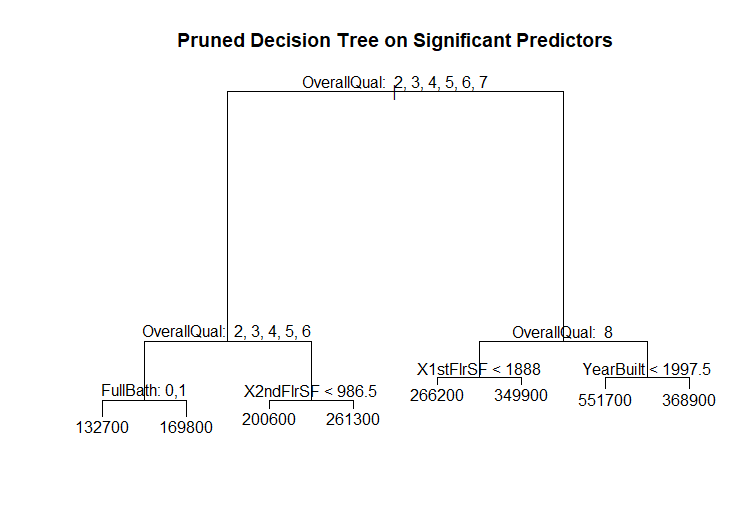 Pruned Decision Tree on Significant Predictors
OverallQual: 2, 3, 4, 5, 6, 7
OverallQual: 2, 3, 4, 5, 6
OverallQual: 8
FullBath: 0,1
X2ndFlrSF < 986.5
X1stFlrSF < 1888
YearBuilt < 1997.5
132700
169800
200600
261300
266200
349900
551700
368900